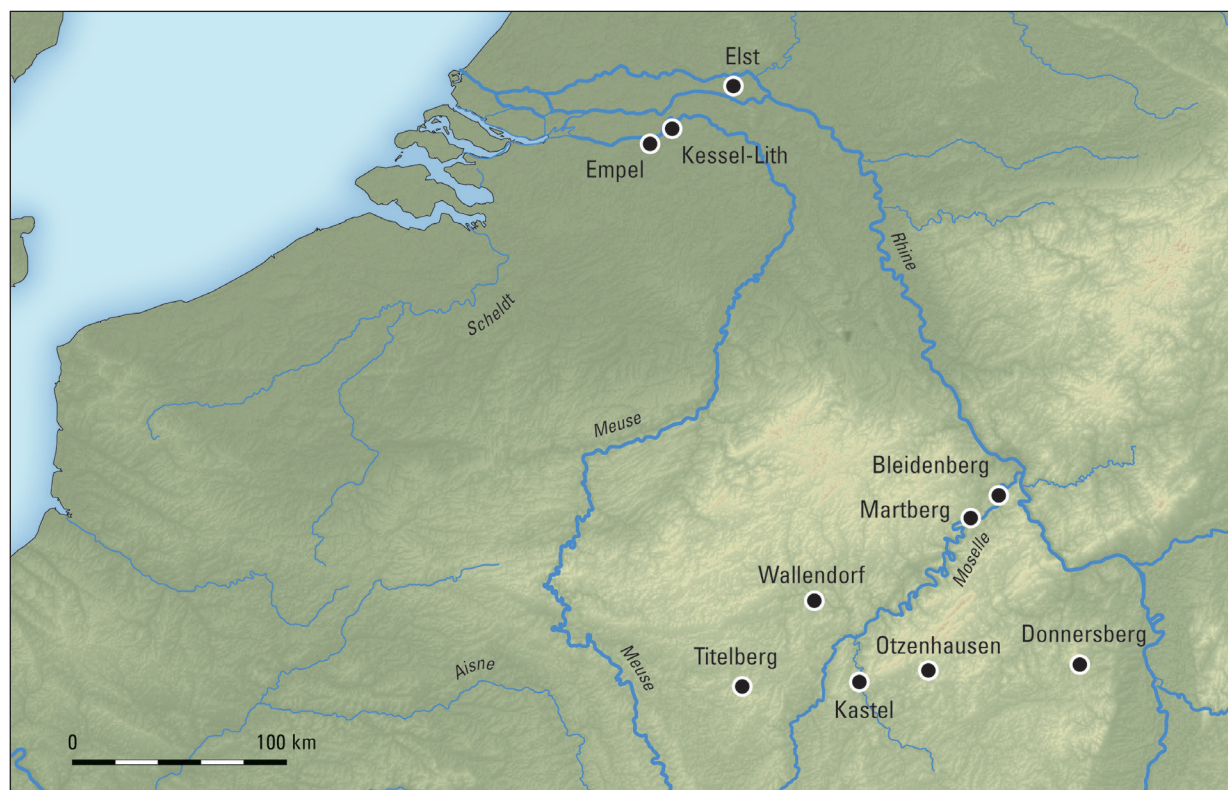 Elst
Kessel-Lith
Empel
Rhine
Scheldt
Meuse
Bleidenberg
Martberg
Moselle
Wallendorf
Otzenhausen
Donnersberg
Titelberg
Meuse
Aisne
Kastel
0 100 km